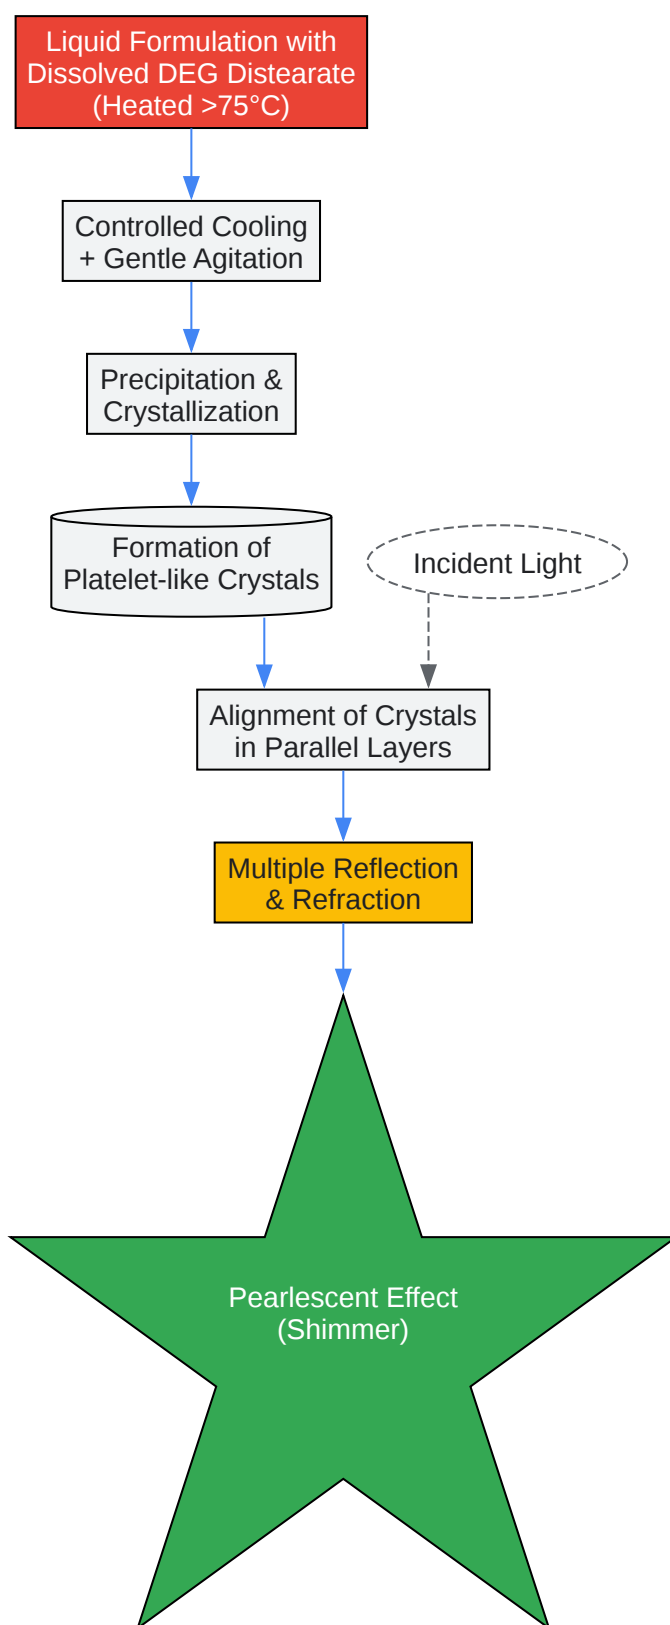 Liquid Formulation with
Dissolved DEG Distearate
(Heated >75°C)
Controlled Cooling
+ Gentle Agitation
Precipitation &
Crystallization
Formation of
Platelet-like Crystals
Incident Light
Alignment of Crystals
in Parallel Layers
Multiple Reflection
& Refraction
Pearlescent Effect
(Shimmer)